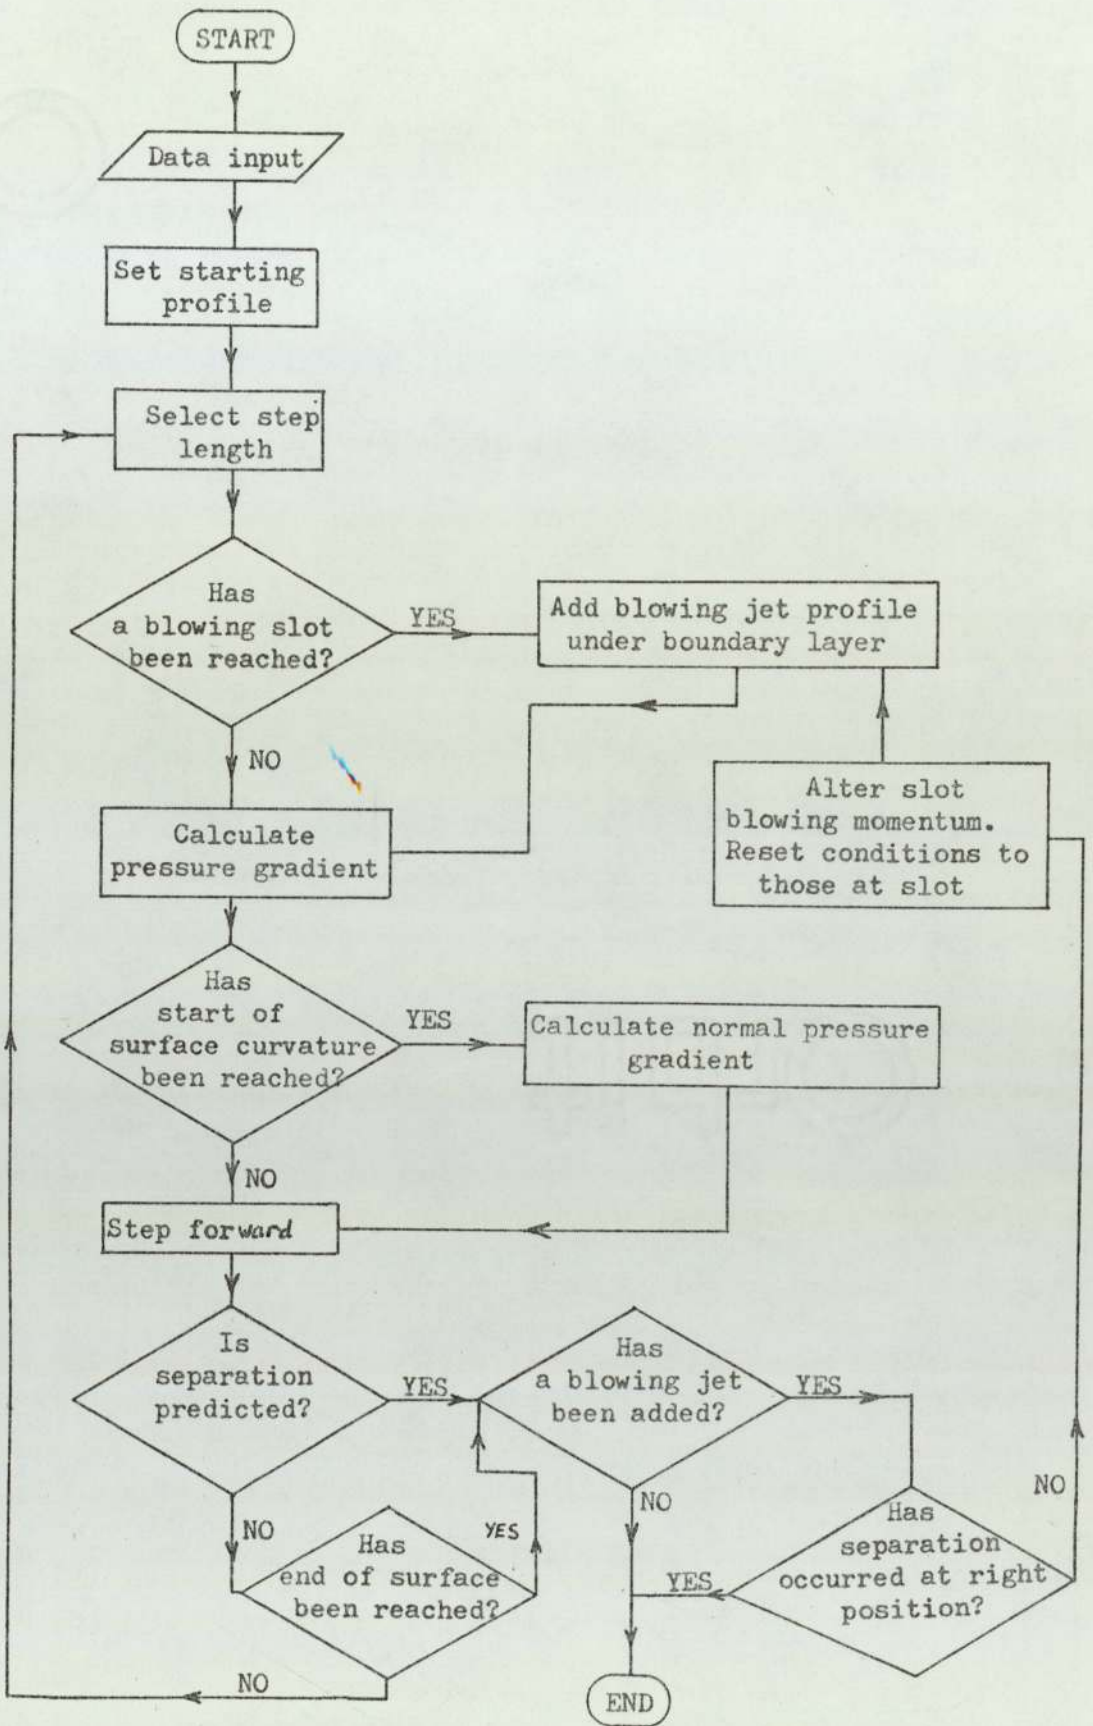 START
Data input
Set starting
profile
Select step
length
Has
a blowing slot
been reached?
YES
Add blowing jet profile
under boundary layer
NO
Alter slot
blowing momentum.
Reset conditions to
those at slot
Calculate
pressure gradient
Has
start of
surface curvature
been reached?
YES
Calculate normal pressure
gradient
NO
Step forward
Is
separation
predicted?
YES
Has
a blowing jet
been added?
YES
NO
NO
NO
Has
end of surface
been reached?
YES
Has
separation
occurred at right
position?
YES
NO
END